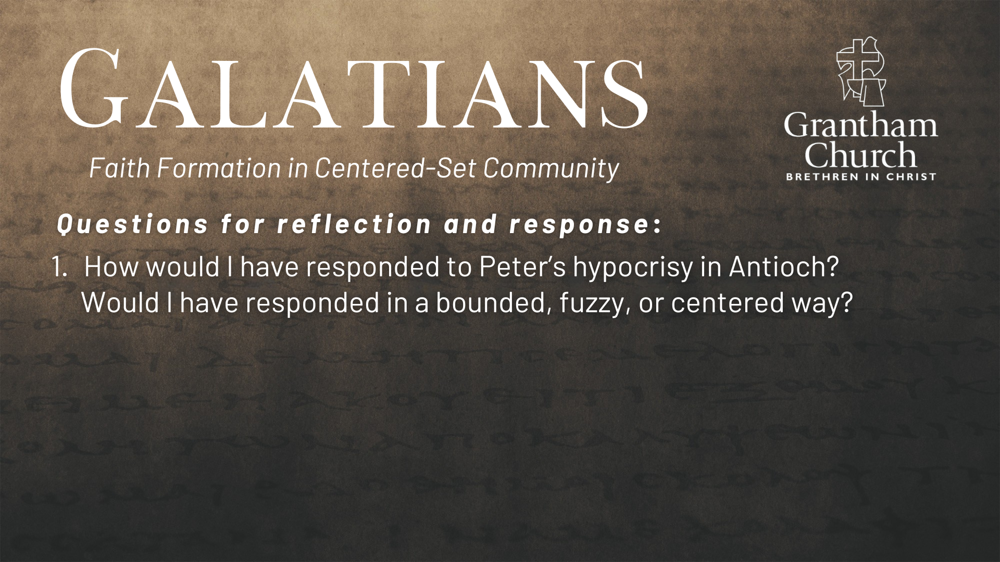 GALATIANS
Faith Formation in Centered-Set Community
Grantham
Church
BRETHREN IN CHRIST
Questions for reflection and response:
1. How would I have responded to Peter’s hypocrisy in Antioch?
Would I have responded in a bounded, fuzzy, or centered way?